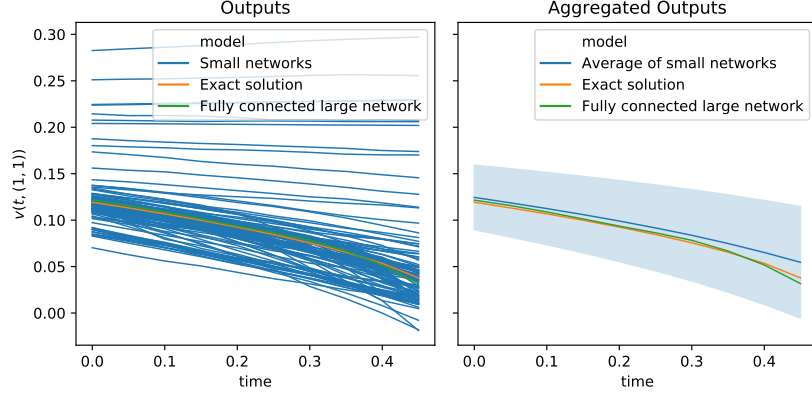 Outputs
Aggregated Outputs
0.30
0.25
0.20
0.15
0.10
0.05
0.00
v(t, (1, 1))
model
Small networks
Exact solution
Fully connected large network
model
Average of small networks
Exact solution
Fully connected large network
0.0 0.1 0.2 0.3 0.4
0.0 0.1 0.2 0.3 0.4
time
time